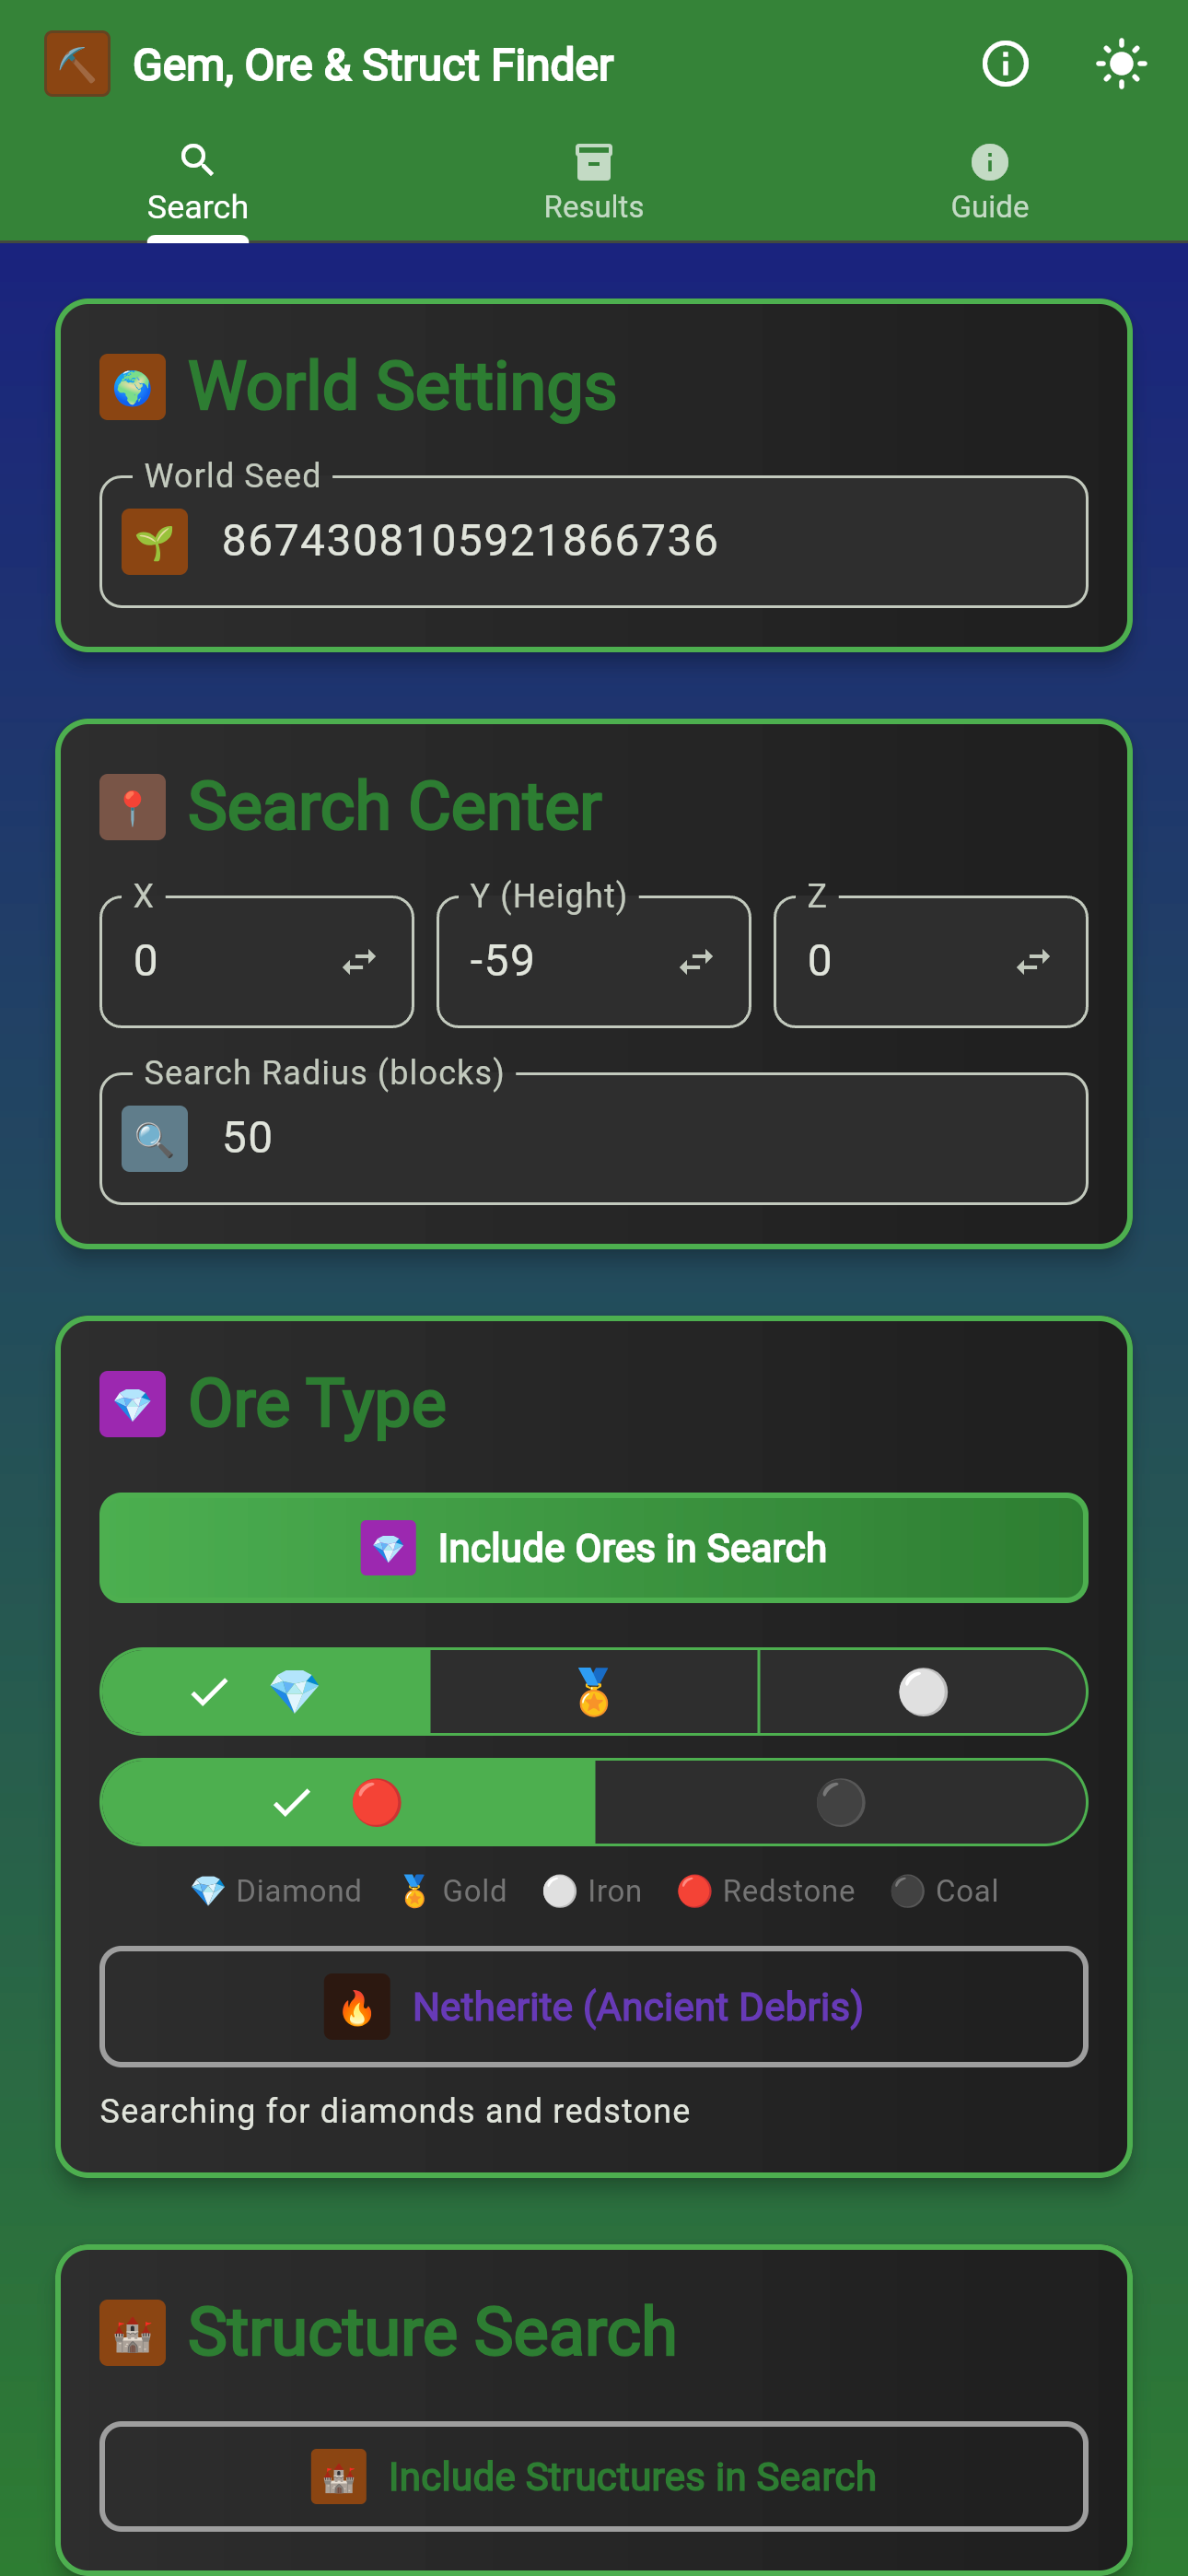 Gem, Ore & Struct Finder
Search
Results
Guide
World Settings
World Seed
8674308105921866736
Search Center
X
Y (Height)
Z
0
-59
0
Search Radius (blocks)
50
Ore Type
Include Ores in Search
Diamond
Gold
Iron
Redstone
Coal
Netherite (Ancient Debris)
Searching for diamonds and redstone
Structure Search
Include Structures in Search